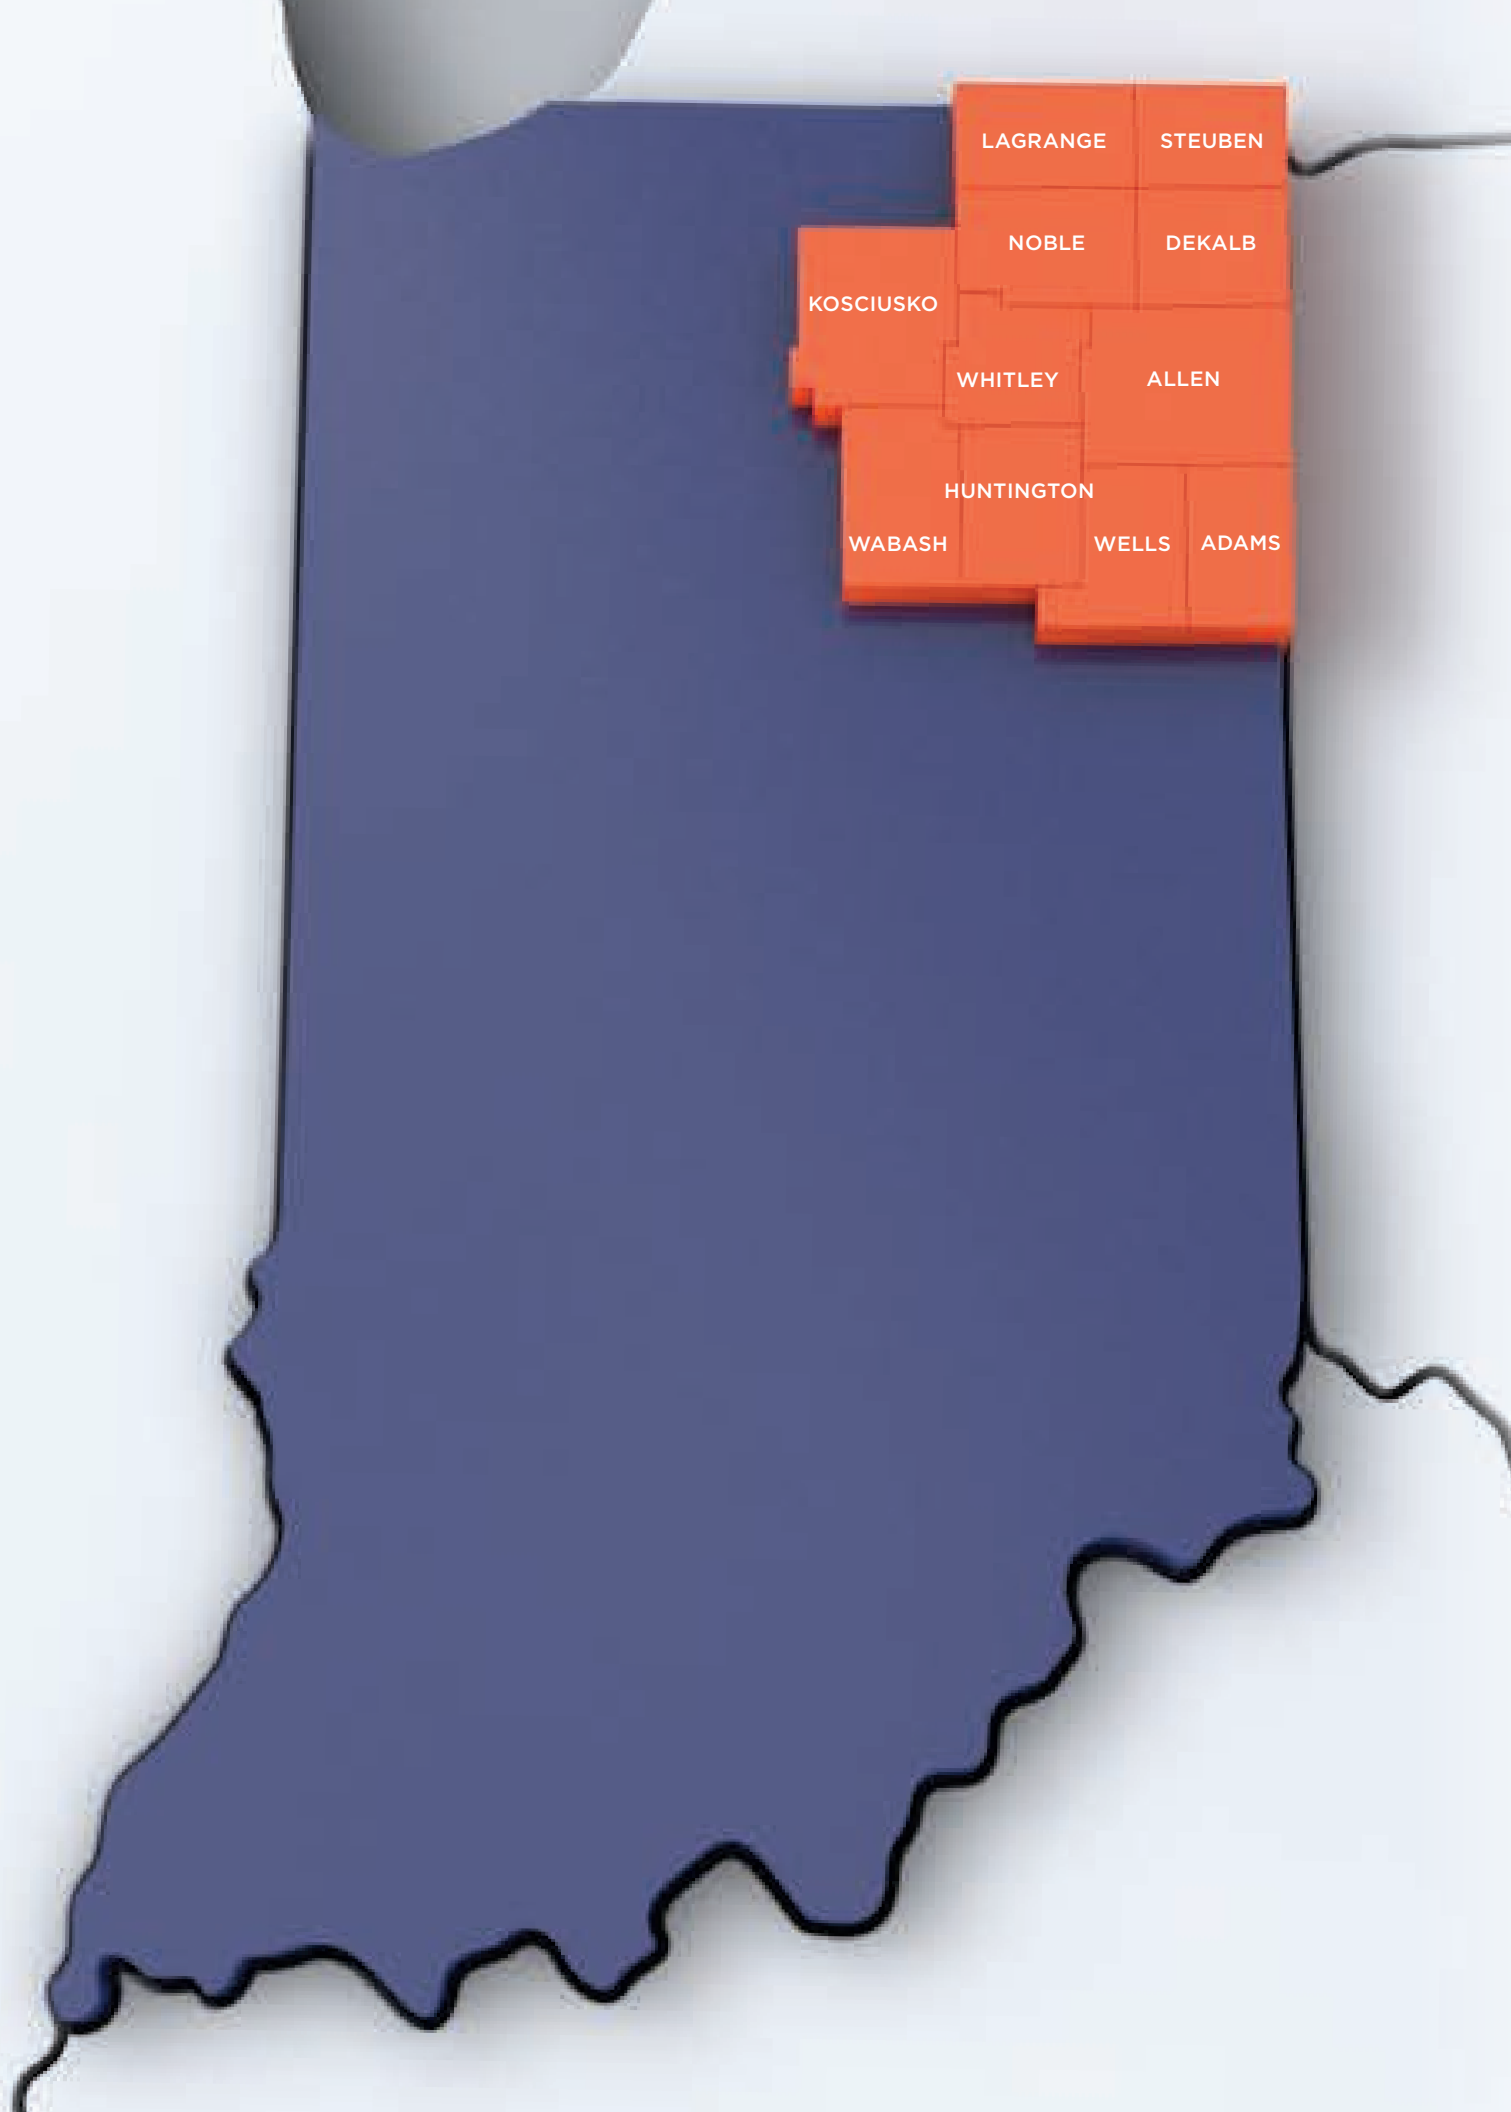 LAGRANGE STEUBEN
NOBLE DEKALB
KOSCIUSKO
WHITLEY ALLEN
HUNTINGTON
WABASH WELLS ADAMS